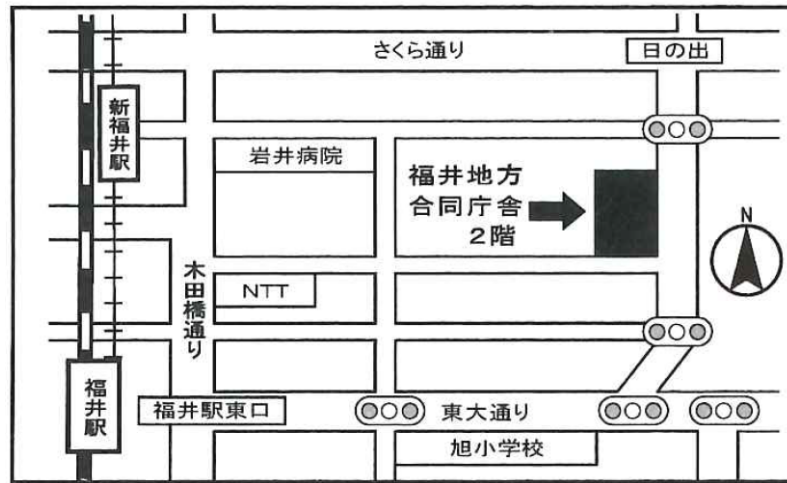 さくら通り
日の出
新福井駅
岩井病院
福井地方
合同庁舎
2階
N
木田橋通り
NTT
福井駅
福井駅東口
東大通り
旭小学校